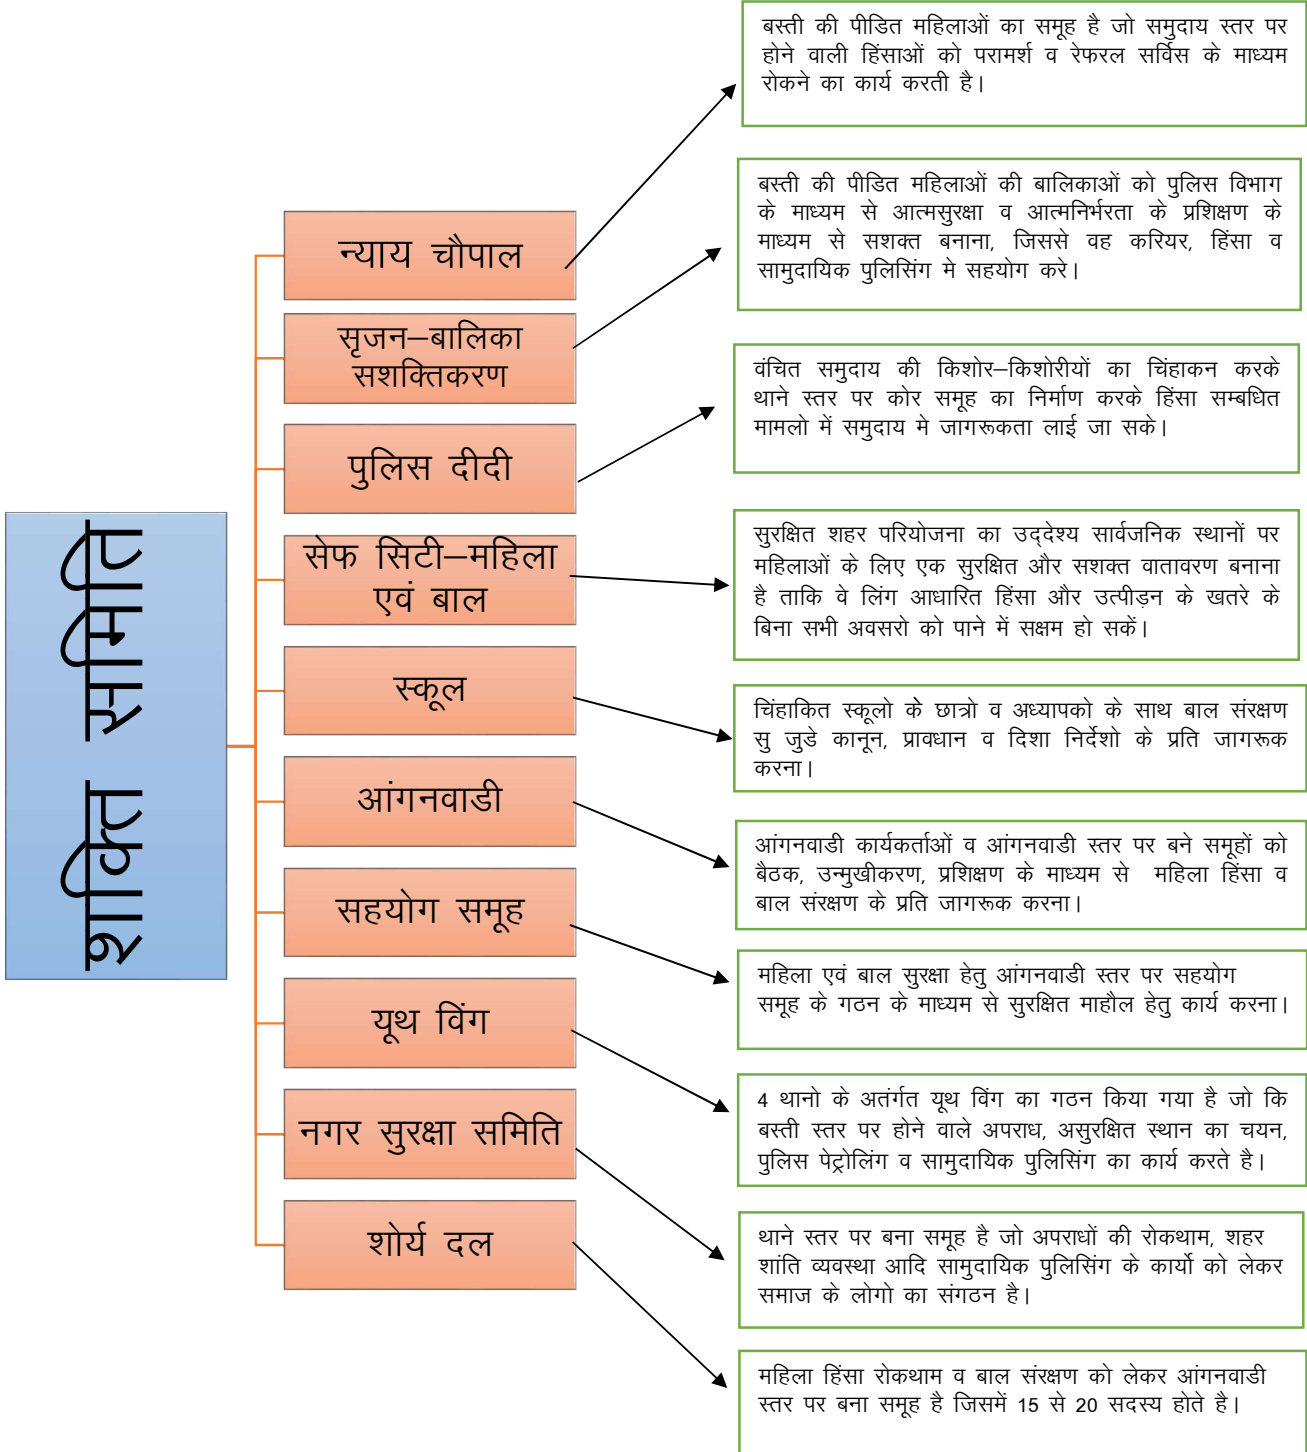 शक्ति समिति
न्याय चौपाल
बस्ती की पीडित महिलाओं का समूह है जो समुदाय स्तर पर
होने वाली हिंसाओं को परामर्श व रेफरल सर्विस के माध्यम
रोकने का कार्य करती है।
सृजन–बालिका
सशक्तिकरण
बस्ती की पीडित महिलाओं की बालिकाओं को पुलिस विभाग
के माध्यम से आत्मसुरक्षा व आत्मनिर्भरता के प्रशिक्षण के
माध्यम से सशक्त बनाना, जिससे वह करियर, हिंसा व
सामुदायिक पुलिसिंग मे सहयोग करे।
पुलिस दीदी
वंचित समुदाय की किशोर–किशोरीयों का चिंहाकन करके
थाने स्तर पर कोर समूह का निर्माण करके हिंसा सम्बधित
मामलो में समुदाय मे जागरूकता लाई जा सके।
सेफ सिटी–महिला
एवं बाल
सुरक्षित शहर परियोजना का उद्देश्य सार्वजनिक स्थानों पर
महिलाओं के लिए एक सुरक्षित और सशक्त वातावरण बनाना
है ताकि वे लिंग आधारित हिंसा और उत्पीड़न के खतरे के
बिना सभी अवसरो को पाने में सक्षम हो सकें।
स्कूल
चिंहाकित स्कूलो के छात्रो व अध्यापको के साथ बाल संरक्षण
सु जुडे कानून, प्रावधान व दिशा निर्देशो के प्रति जागरूक
करना।
आंगनवाडी
आंगनवाडी कार्यकर्ताओं व आंगनवाडी स्तर पर बने समूहों को
बैठक, उन्मुखीकरण, प्रशिक्षण के माध्यम से महिला हिंसा व
बाल संरक्षण के प्रति जागरूक करना।
सहयोग समूह
महिला एवं बाल सुरक्षा हेतु आंगनवाडी स्तर पर सहयोग
समूह के गठन के माध्यम से सुरक्षित माहौल हेतु कार्य करना।
यूथ विंग
4 थानो के अतंर्गत यूथ विंग का गठन किया गया है जो कि
बस्ती स्तर पर होने वाले अपराध, असुरक्षित स्थान का चयन,
पुलिस पेट्रोलिंग व सामुदायिक पुलिसिंग का कार्य करते है।
नगर सुरक्षा समिति
थाने स्तर पर बना समूह है जो अपराधों की रोकथाम, शहर
शांति व्यवस्था आदि सामुदायिक पुलिसिंग के कार्यो को लेकर
समाज के लोगो का संगठन है।
शोर्य दल
महिला हिंसा रोकथाम व बाल संरक्षण को लेकर आंगनवाडी
स्तर पर बना समूह है जिसमें 15 से 20 सदस्य होते है।